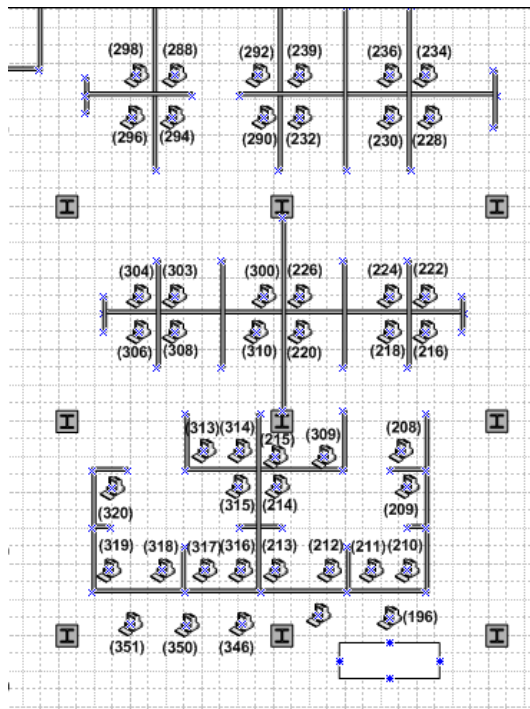 (298) (288) (292) (239) (236) (234)
(296) (294) (290) (232) (230) (228)
(304) (303) (300) (226) (224) (222)
(306) (308) (310) (220) (218) (216)
(313) (314) (215) (309) (208)
(320) (315) (214) (209)
(319) (318) (317) (316) (213) (212) (211) (210)
(196)
(351) (350) (346)